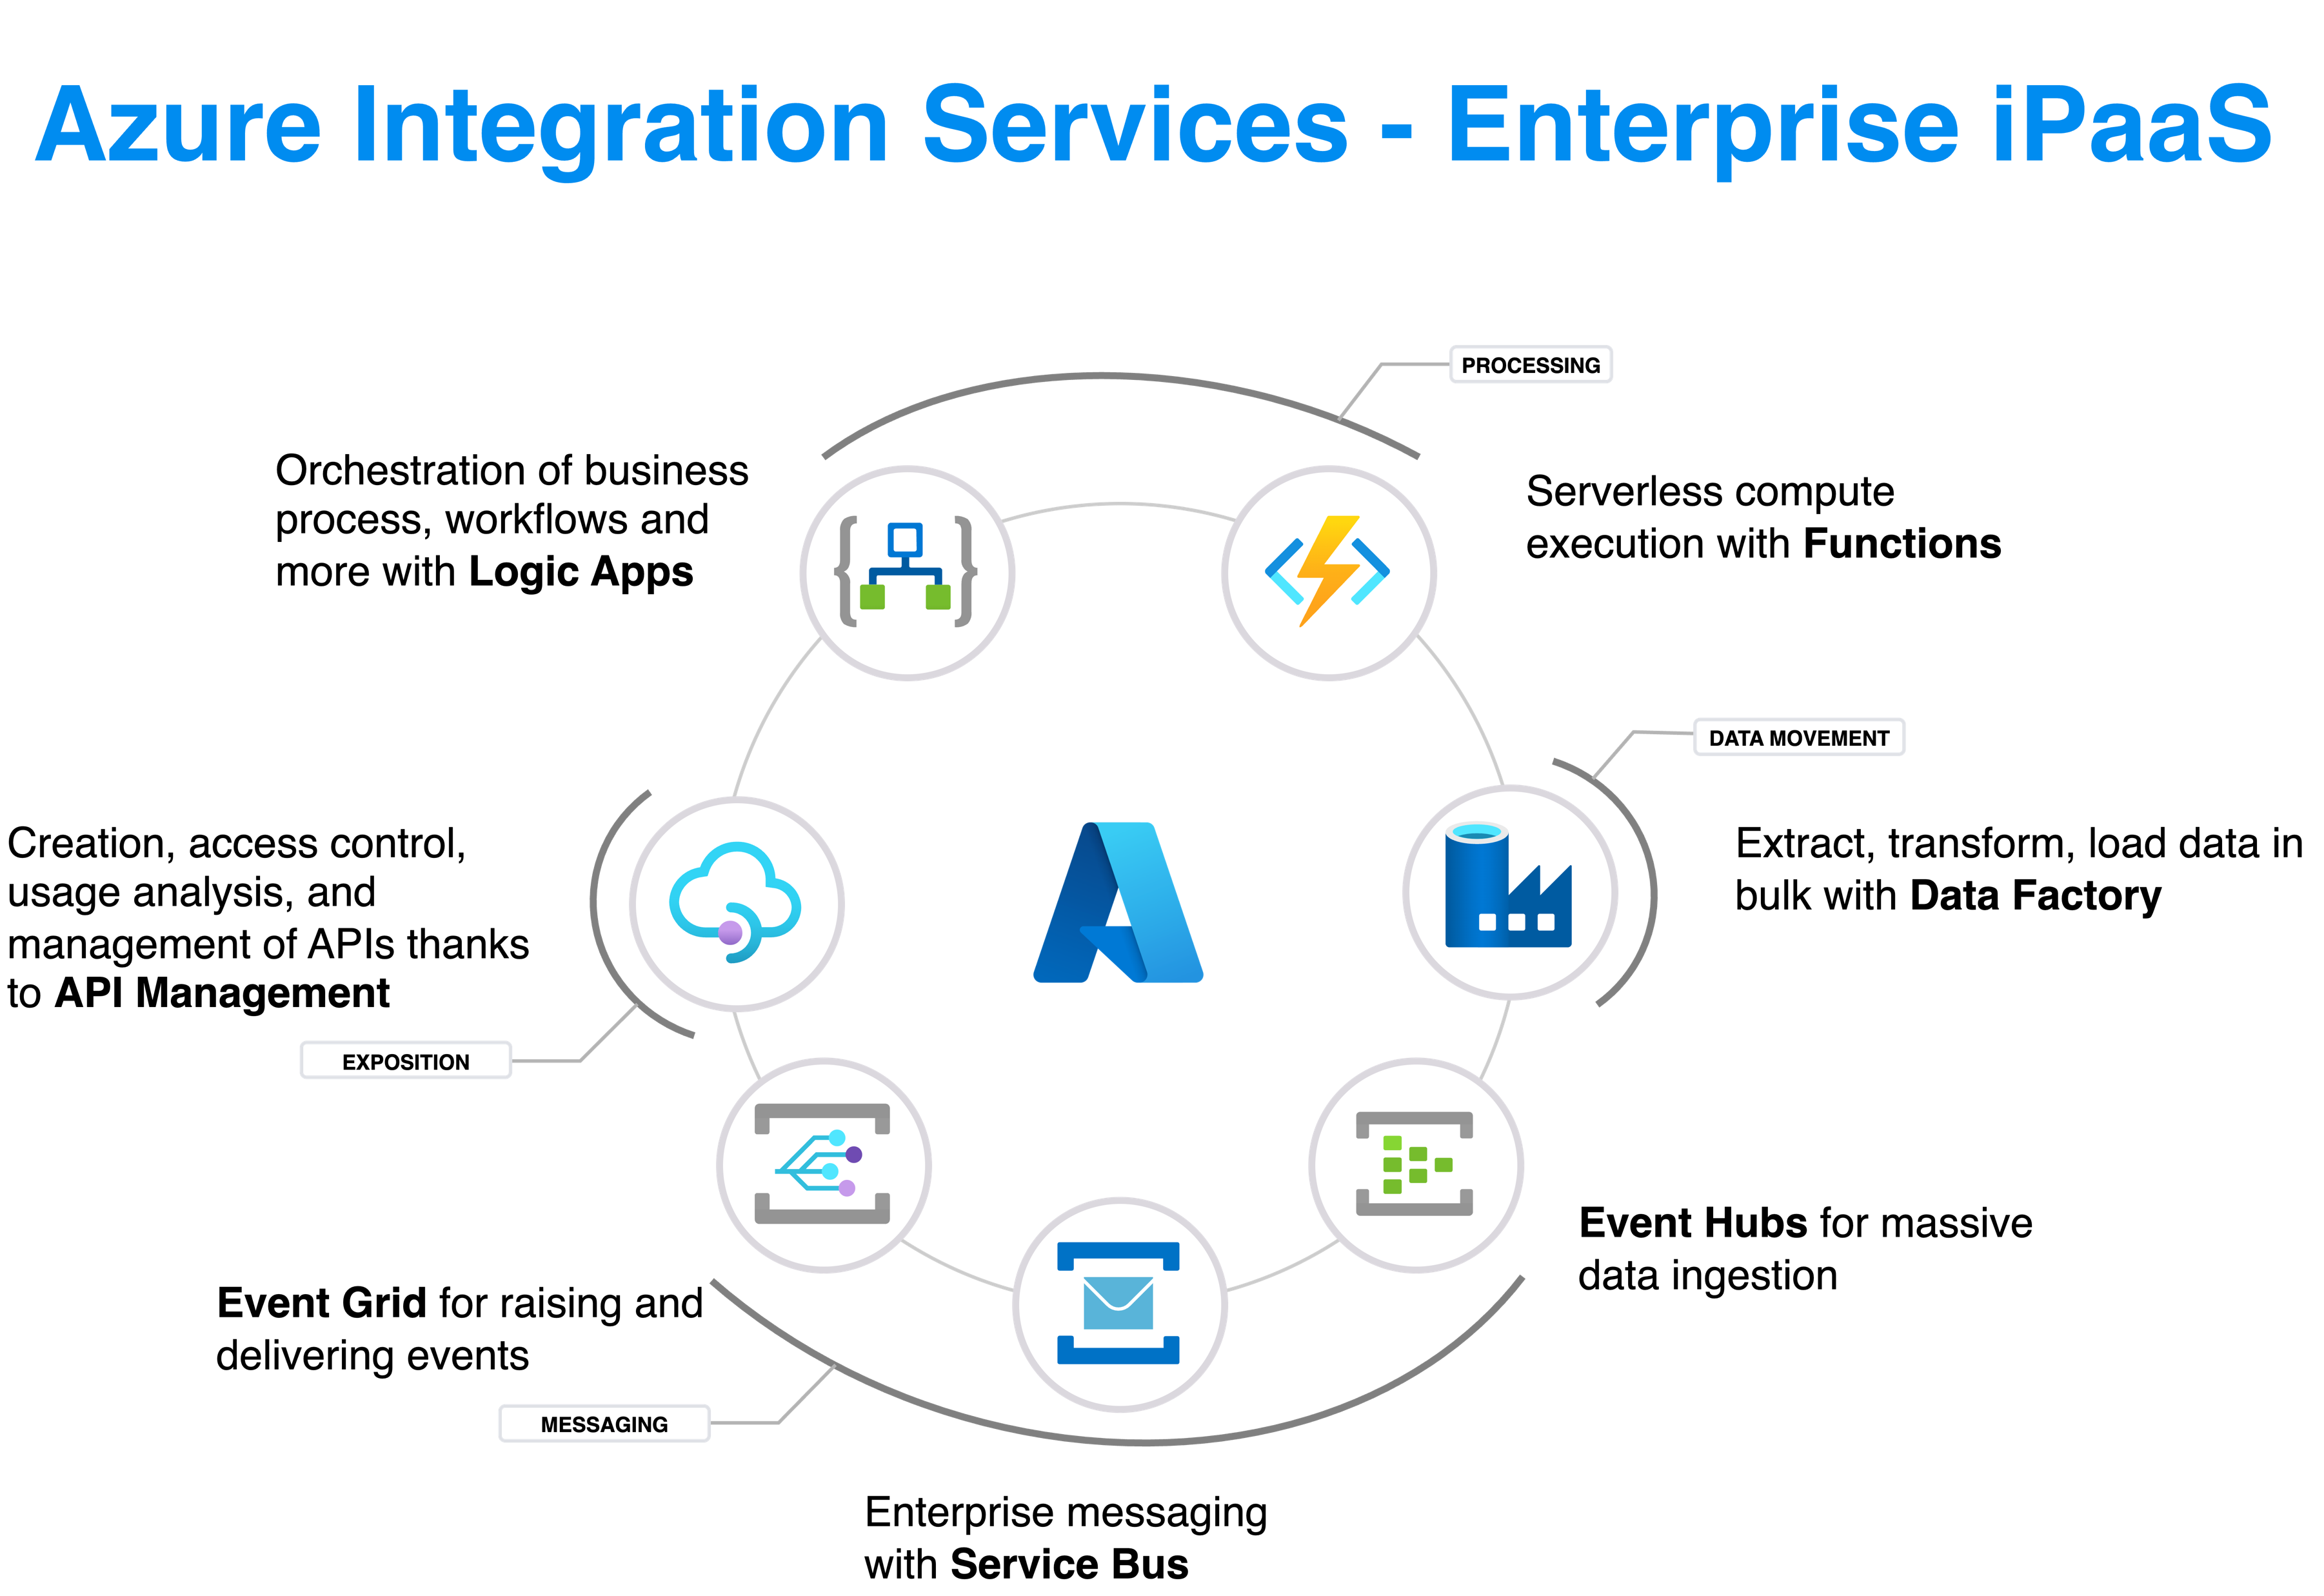 Azure Integration Services - Enterprise iPaaS
PROCESSING
Orchestration of business
process, workflows and
more with Logic Apps
Serverless compute
execution with Functions
DATA MOVEMENT
Creation, access control,
usage analysis, and
management of APIs thanks
to API Management
Extract, transform, load data in
bulk with Data Factory
EXPOSITION
Event Hubs for massive
data ingestion
Event Grid for raising and
delivering events
MESSAGING
Enterprise messaging
with Service Bus